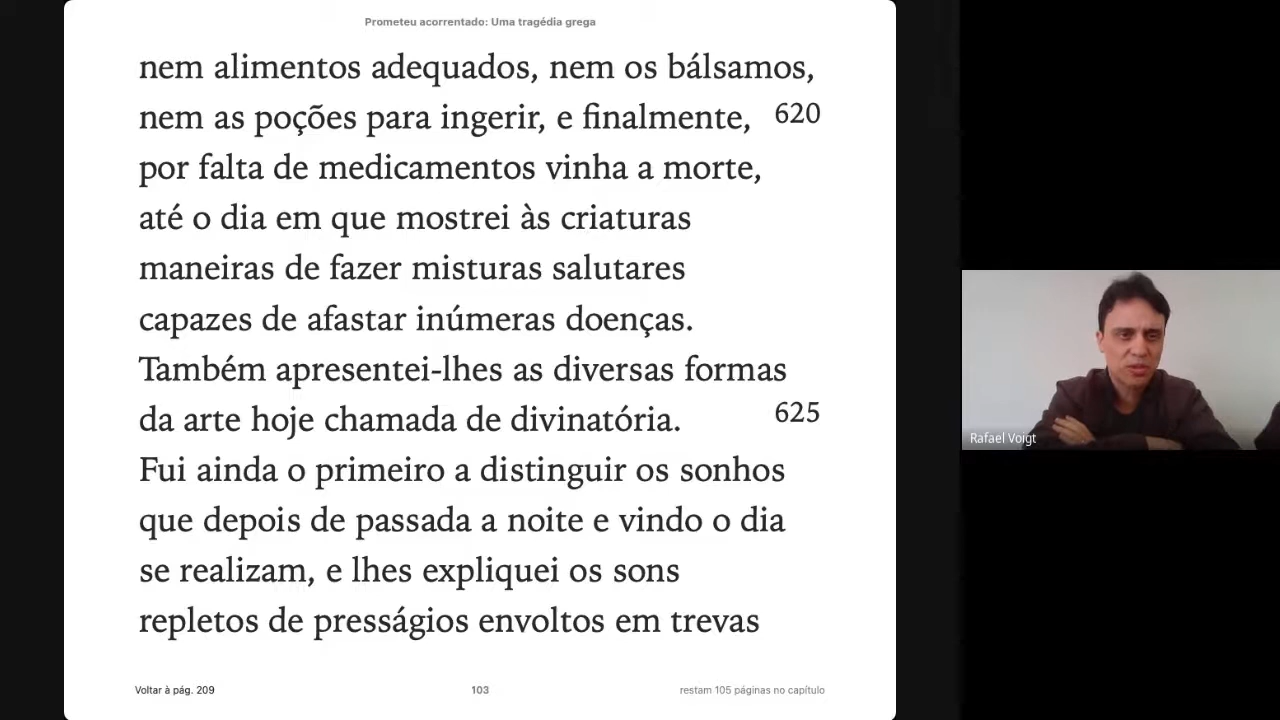 Prometeu acorrentado: Uma tragédia grega
nem alimentos adequados, nem os bálsamos,
nem as poções para ingerir, e finalmente, 620
por falta de medicamentos vinha a morte,
até o dia em que mostrei às criaturas
maneiras de fazer misturas salutares
capazes de afastar inúmeras doenças.
Também apresentei-lhes as diversas formas
da arte hoje chamada de divinatória. 625
Fui ainda o primeiro a distinguir os sonhos
que depois de passada a noite e vindo o dia
se realizam, e lhes expliquei os sons
repletos de presságios envoltos em trevas
Voltar à pág. 209 103 restam 105 páginas no capítulo
Rafael Voigt